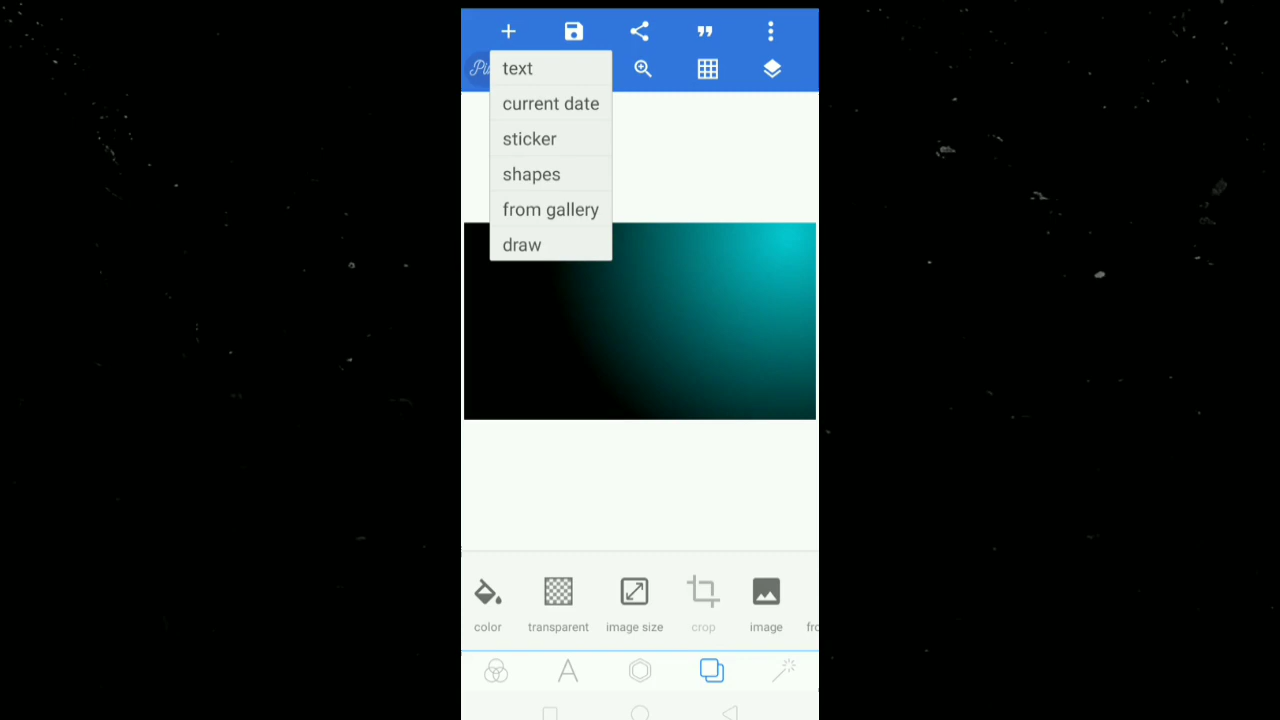 text
current date
sticker
shapes
from gallery
draw
color
transparent
image size
crop
image